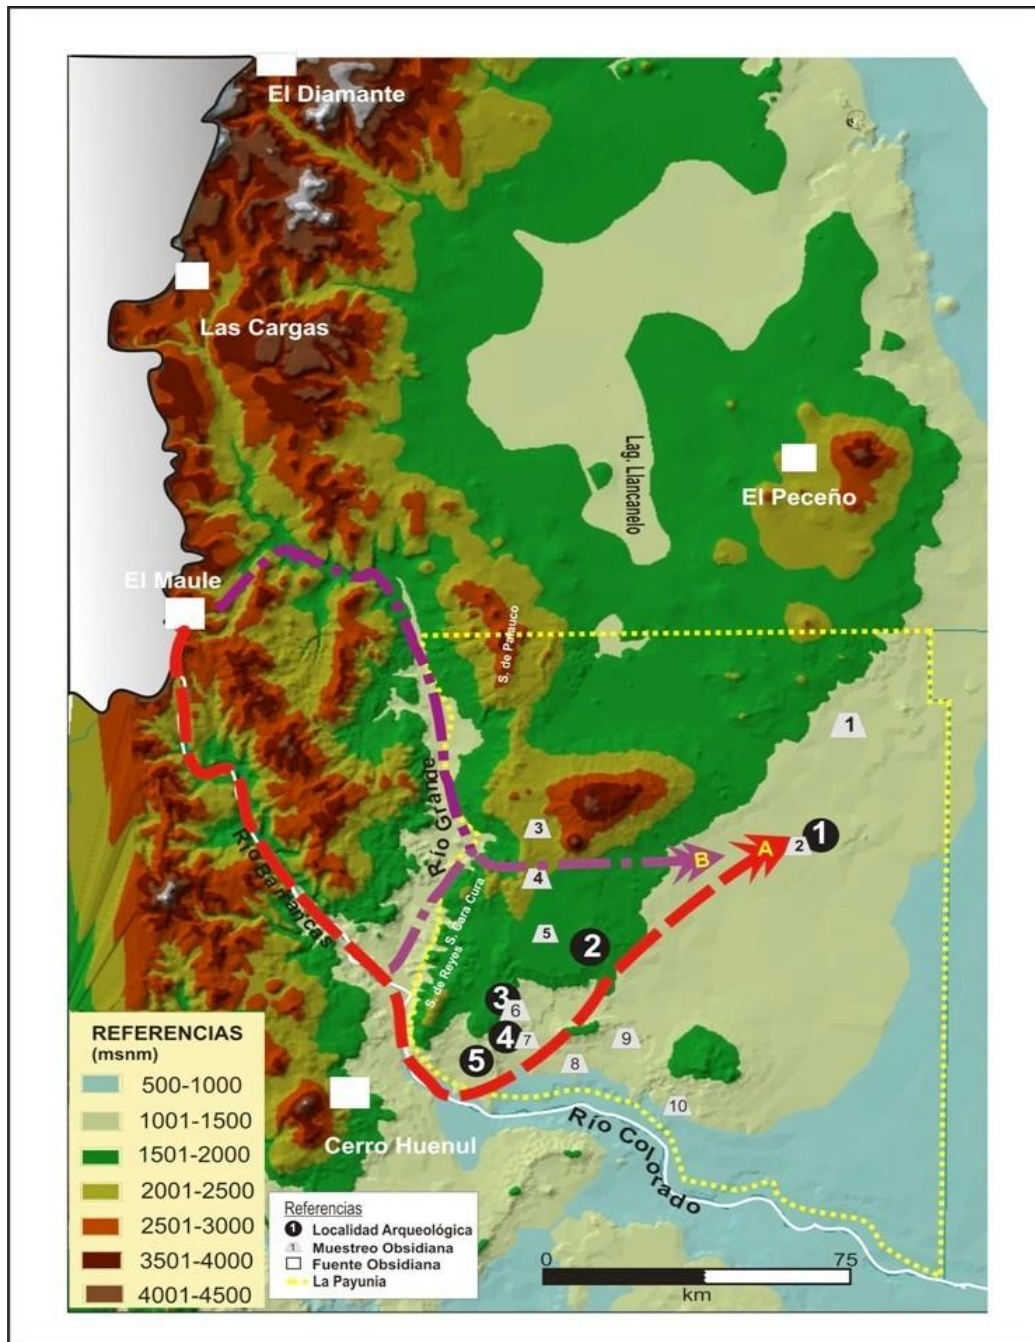 El Diamante
Las Cargas
Lag. Llancanelo
El Peceño
El Maule
S. de Palauco
1
Río Grande
3
1
2
B
A
4
Río Barrancas
S. Cara Cura
5
2
S. de Reyes
3
6
4
7
9
5
8
10
Cerro Huenul
Río Colorado
REFERENCIAS
(msnm)
500-1000
1001-1500
1501-2000
2001-2500
2501-3000
3501-4000
4001-4500
Referencias
1 Localidad Arqueológica
1 Muestreo Obsidiana
Fuente Obsidiana
La Payunia
0 75
km